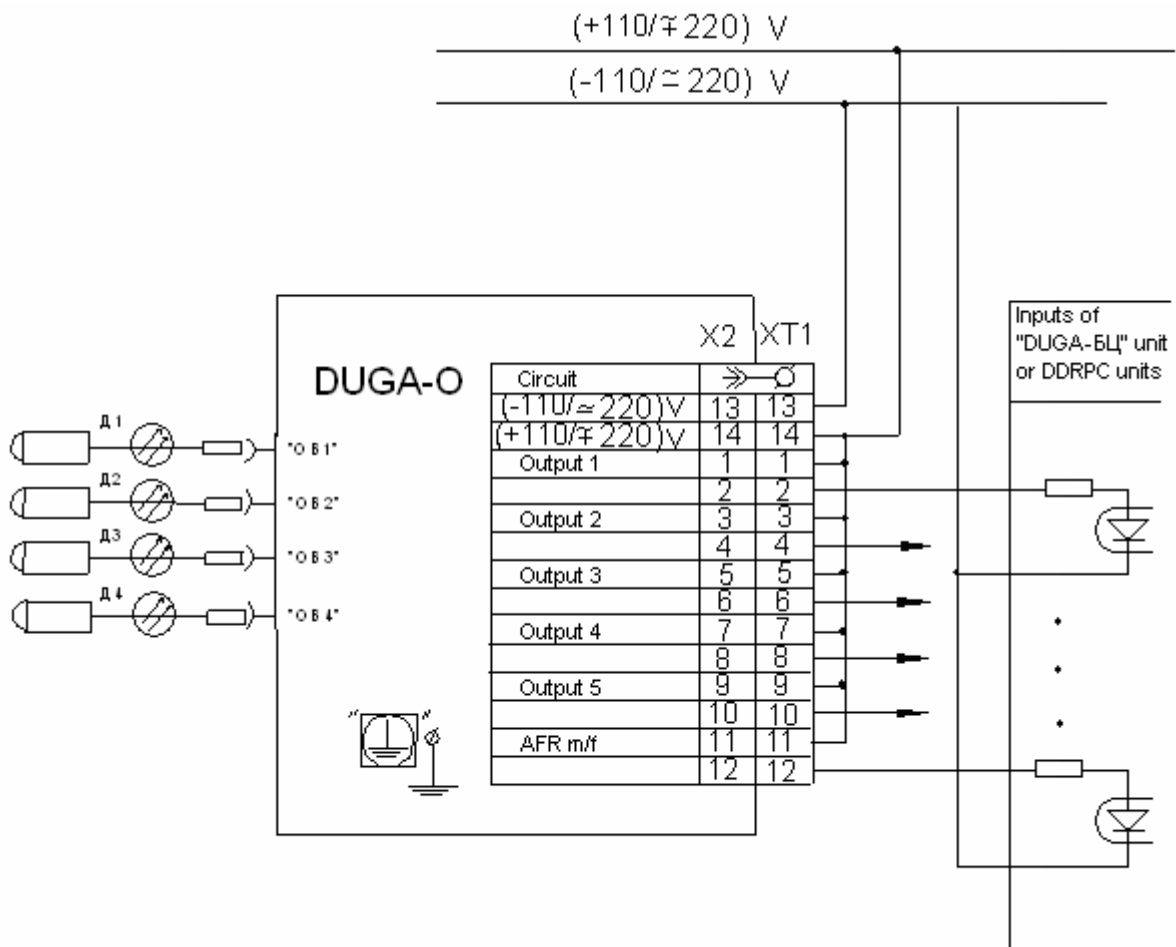 (+110/∓220) V
(-110/≃220) V
Inputs of
"DUGA-БЦ" unit
or DDRPC units
X2 XT1
DUGA-O
Circuit
(-110/≃220)V 13 13
(+110/∓220)V 14 14
Output 1 1 1
2 2
Output 2 3 3
4 4
Output 3 5 5
6 6
Output 4 7 7
8 8
Output 5 9 9
10 10
AFR m/f 11 11
12 12
Д1 "ОВ1"
Д2 "ОВ2"
Д3 "ОВ3"
Д4 "ОВ4"
" "